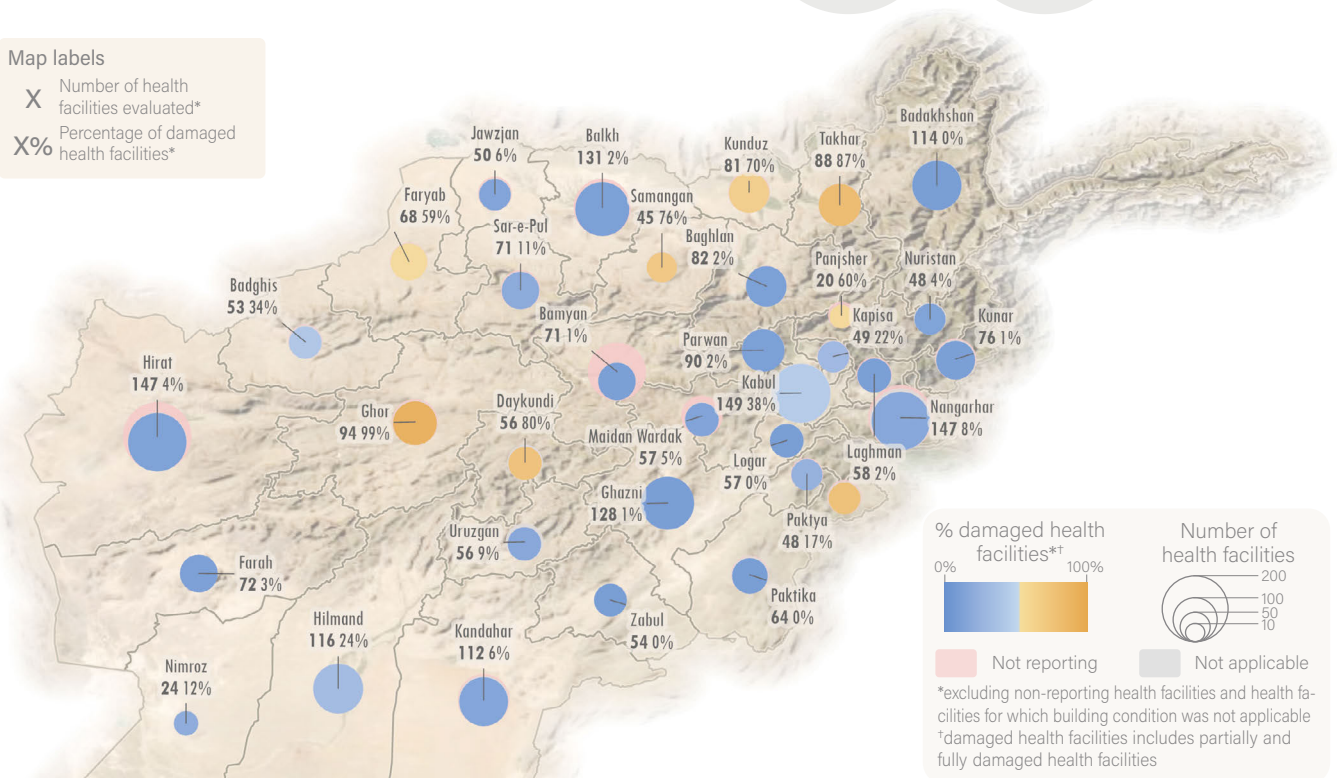 Map labels
X Number of health
facilities evaluated*
X% Percentage of damaged
health facilities*
Jawzjan
50 6%
Balkh
131 2%
Kunduz
81 70%
Takhar
88 87%
Badakhshan
114 0%
Faryab
68 59%
Samangan
45 76%
Sar-e-Pul
71 11%
Baghlan
82 2%
Panjsher
20 60%
Nuristan
48 4%
Badghis
53 34%
Bamyan
71 1%
Parwan
90 2%
Kapisa
49 22%
Kunar
76 1%
Hirat
147 4%
Ghor
94 99%
Daykundi
56 80%
Kabul
149 38%
Maidan Wardak
57 5%
Nangarhar
147 8%
Logar
57 0%
Laghman
58 2%
Ghazni
128 1%
Paktya
48 17%
Uruzgan
56 9%
Farah
72 3%
Paktika
64 0%
Zabul
54 0%
Hilmand
116 24%
Kandahar
112 6%
Nimroz
24 12%
% damaged health
facilities*†
0% 100%
Number of
health facilities
200
100
50
10
Not reporting
Not applicable
*excluding non-reporting health facilities and health fa-
cilities for which building condition was not applicable
†damaged health facilities includes partially and
fully damaged health facilities